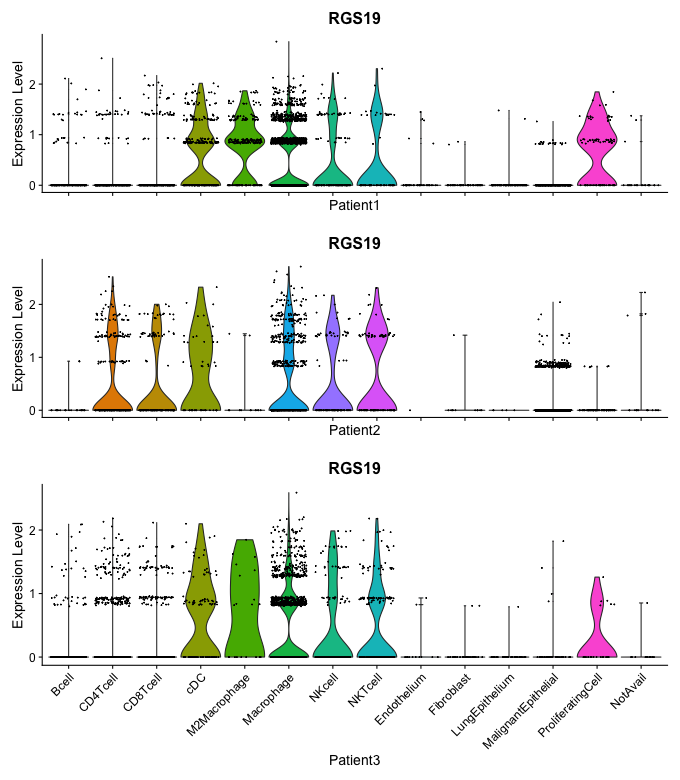 RGS19
Expression Level
2
1
0
Patient1
RGS19
Expression Level
2
1
0
Patient2
RGS19
Expression Level
2
1
0
Bcell
CD4Tcell
CD8Tcell
cDC
M2Macrophage
Macrophage
NKcell
NKTcell
Endothelium
Fibroblast
LungEpithelium
MalignantEpithelial
ProliferatingCell
NotAvail
Patient3